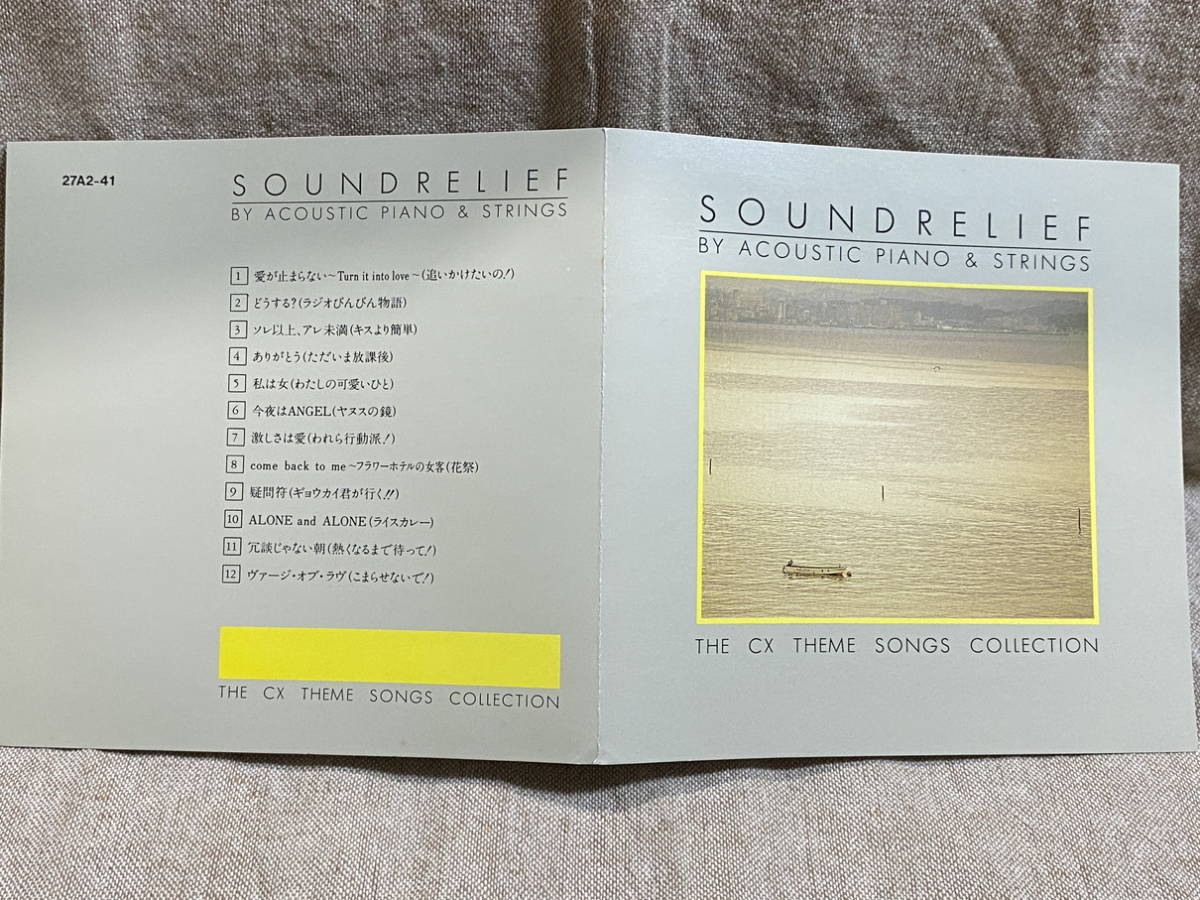 27A2-41
SOUNDRELIEF
BY ACOUSTIC PIANO & STRINGS
1 愛が止まらない〜Turn it into love〜(追いかけたいの!)
2 どうする?(ラジオびんびん物語)
3 ソレ以上、アレ未満(キスより簡単)
4 ありがとう(ただいま放課後)
5 私は女(わたしの可愛いひと)
6 今夜はANGEL(ヤヌスの鏡)
7 激しさは愛(われら行動派!)
8 come back to me〜フラワーホテルの女客(花祭)
9 疑問符(ギョウカイ君が行く!!)
10 ALONE and ALONE(ライスカレー)
11 冗談じゃない朝(熱くなるまで待って!)
12 ヴァージ・オブ・ラヴ(こまらせないで!)
THE CX THEME SONGS COLLECTION
SOUNDRELIEF
BY ACOUSTIC PIANO & STRINGS
THE CX THEME SONGS COLLECTION